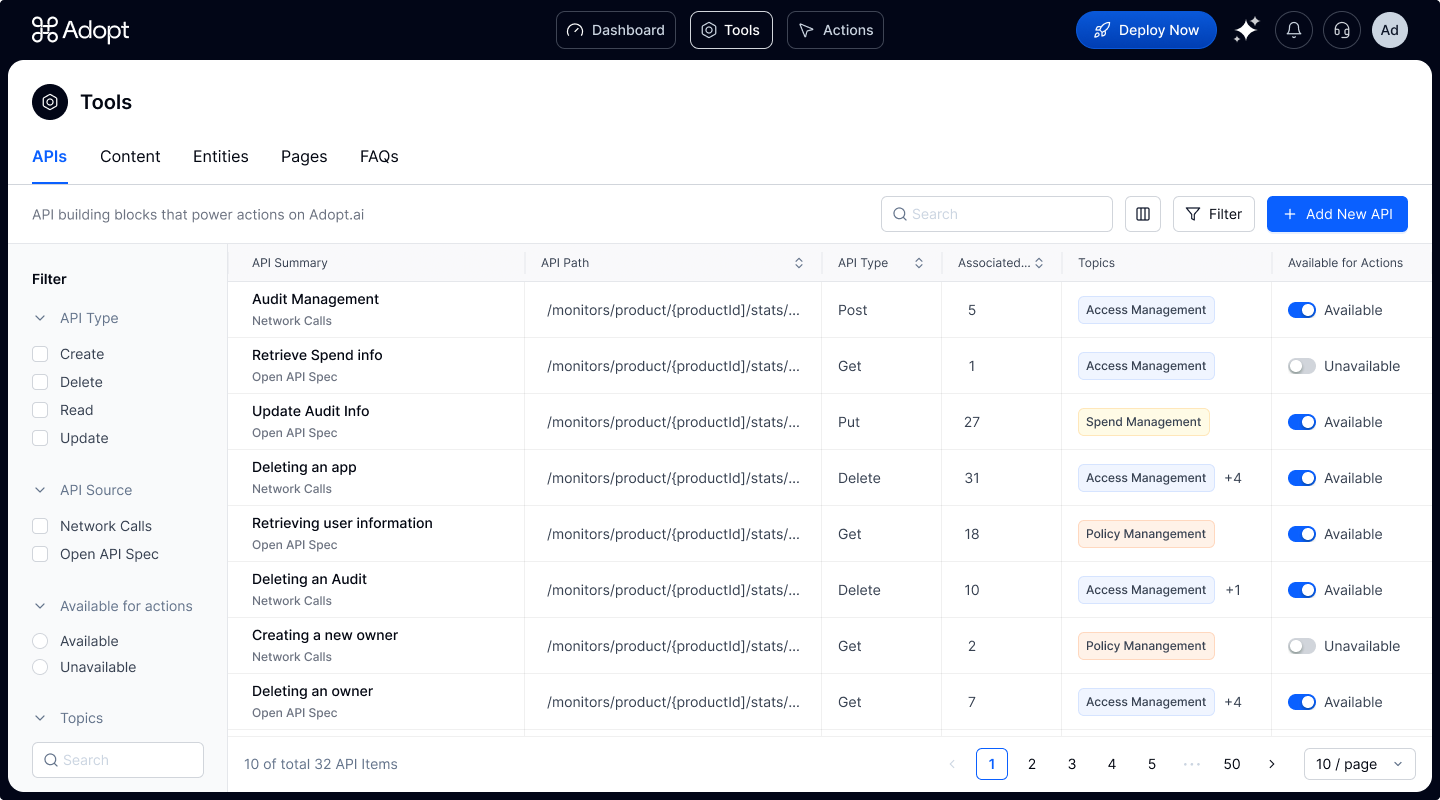 Adopt
Dashboard
Tools
Actions
Deploy Now
Ad
Tools
APIs
Content
Entities
Pages
FAQs
API building blocks that power actions on Adopt.ai
Search
Filter
Add New API
Filter
API Type
Create
Delete
Read
Update
API Source
Network Calls
Open API Spec
Available for actions
Available
Unavailable
Topics
Search
API Summary
API Path
API Type
Associated...
Topics
Available for Actions
Audit Management
Network Calls
/monitors/product/{productId]/stats/...
Post
5
Access Management
Available
Retrieve Spend info
Open API Spec
/monitors/product/{productId]/stats/...
Get
1
Access Management
Unavailable
Update Audit Info
Open API Spec
/monitors/product/{productId]/stats/...
Put
27
Spend Management
Available
Deleting an app
Network Calls
/monitors/product/{productId]/stats/...
Delete
31
Access Management
+4
Available
Retrieving user information
Open API Spec
/monitors/product/{productId]/stats/...
Get
18
Policy Manangement
Available
Deleting an Audit
Network Calls
/monitors/product/{productId]/stats/...
Delete
10
Access Management
+1
Available
Creating a new owner
Network Calls
/monitors/product/{productId]/stats/...
Get
2
Policy Manangement
Unavailable
Deleting an owner
Open API Spec
/monitors/product/{productId]/stats/...
Get
7
Access Management
+4
Available
10 of total 32 API Items
1
2
3
4
5
•••
50
10 / page